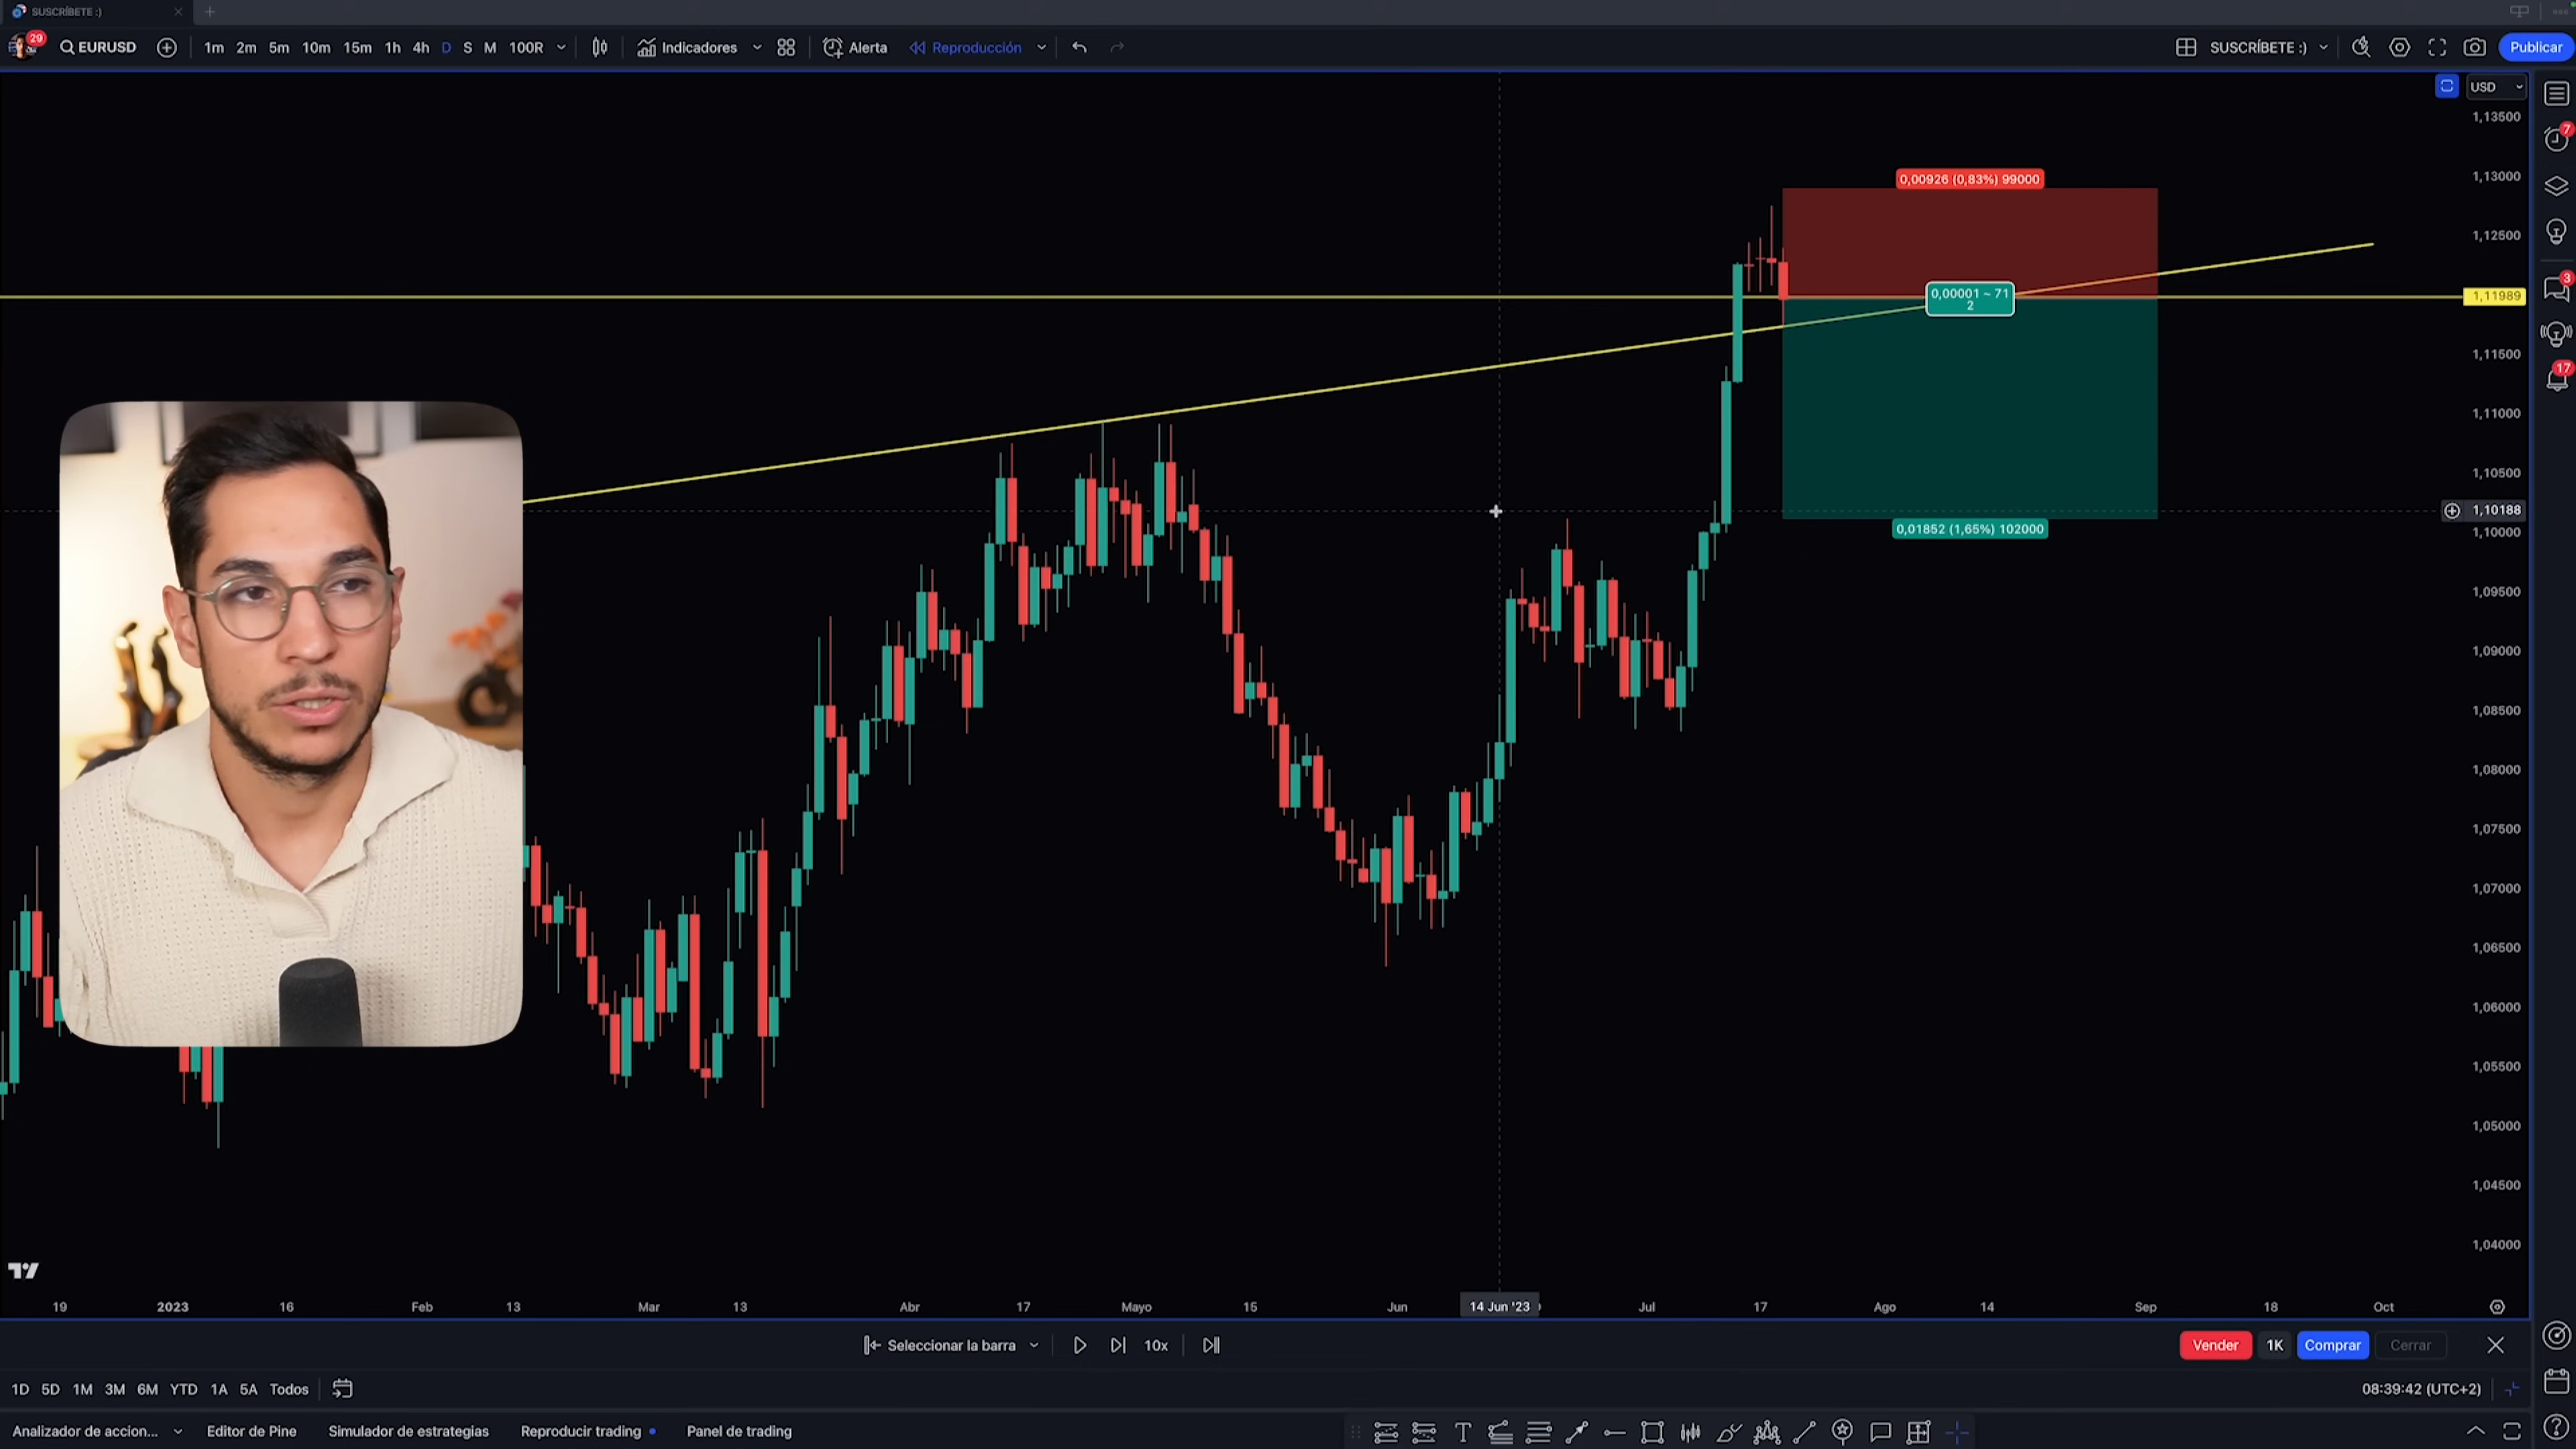 SUSCRÍBETE :)
29
EURUSD
1m 2m 5m 10m 15m 1h 4h D S M 100R
Indicadores
Alerta
Reproducción
SUSCRÍBETE :)
Publicar
USD
1,13500
1,13000
1,12500
1,11989
1,11500
1,11000
1,10500
1,10188
1,10000
1,09500
1,09000
1,08500
1,08000
1,07500
1,07000
1,06500
1,06000
1,05500
1,05000
1,04500
1,04000
7
3
17
0,00926 (0,83%) 99000
0,00001 ~ 71
2
0,01852 (1,65%) 102000
19 2023 16 Feb 13 Mar 13 Abr 17 Mayo 15 Jun 14 Jun '23 Jul 17 Ago 14 Sep 18 Oct
Seleccionar la barra
10x
Vender
1K
Comprar
Cerrar
1D 5D 1M 3M 6M YTD 1A 5A Todos
08:39:42 (UTC+2)
Analizador de accion...
Editor de Pine
Simulador de estrategias
Reproducir trading
Panel de trading